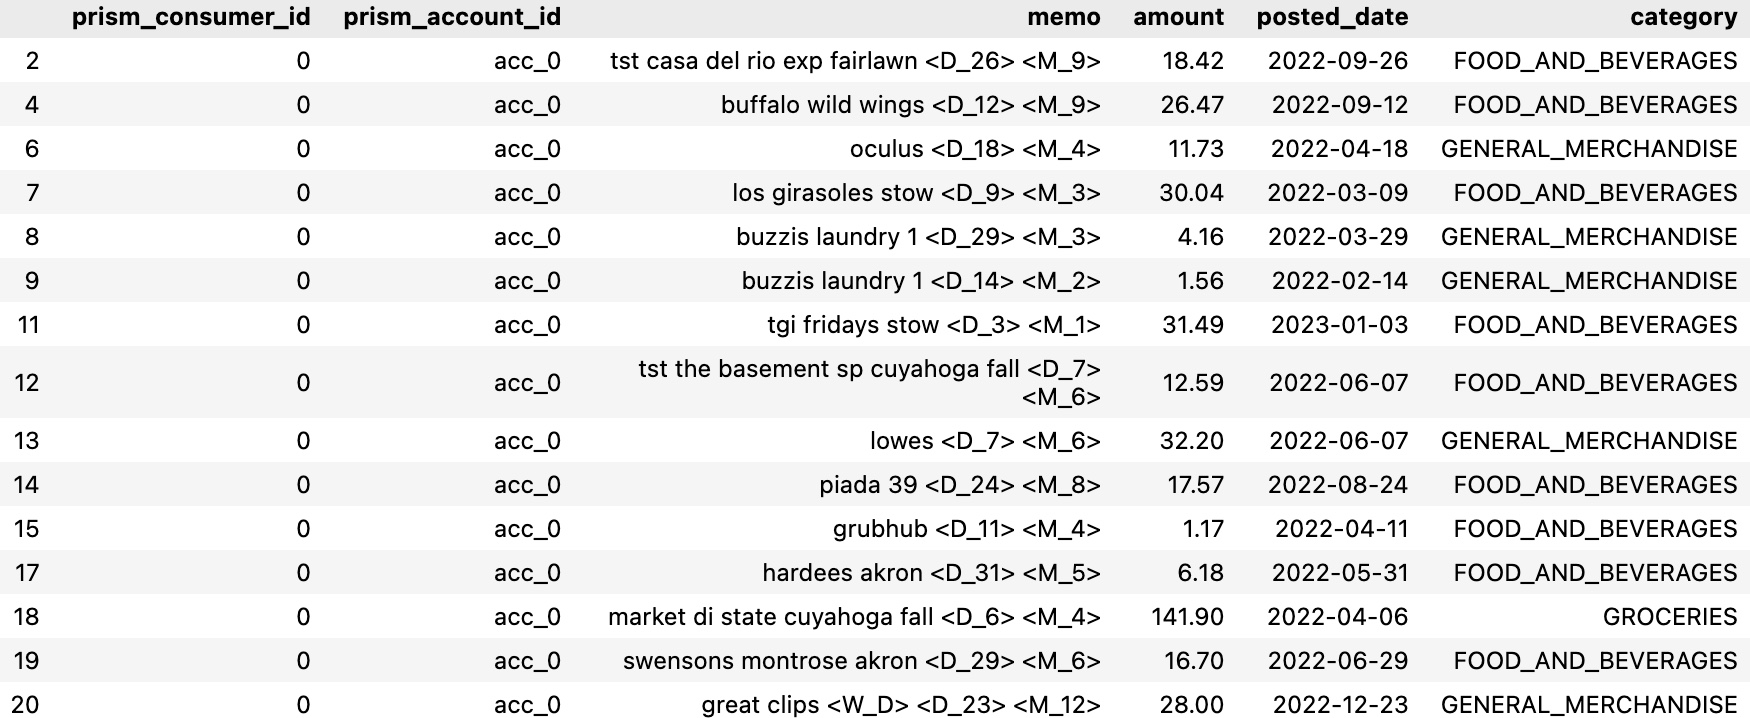 prism_consumer_id prism_account_id memo amount posted_date category
2 0 acc_0 tst casa del rio exp fairlawn <D_26> <M_9> 18.42 2022-09-26 FOOD_AND_BEVERAGES
4 0 acc_0 buffalo wild wings <D_12> <M_9> 26.47 2022-09-12 FOOD_AND_BEVERAGES
6 0 acc_0 oculus <D_18> <M_4> 11.73 2022-04-18 GENERAL_MERCHANDISE
7 0 acc_0 los girasoles stow <D_9> <M_3> 30.04 2022-03-09 FOOD_AND_BEVERAGES
8 0 acc_0 buzzis laundry 1 <D_29> <M_3> 4.16 2022-03-29 GENERAL_MERCHANDISE
9 0 acc_0 buzzis laundry 1 <D_14> <M_2> 1.56 2022-02-14 GENERAL_MERCHANDISE
11 0 acc_0 tgi fridays stow <D_3> <M_1> 31.49 2023-01-03 FOOD_AND_BEVERAGES
12 0 acc_0 tst the basement sp cuyahoga fall <D_7>
<M_6> 12.59 2022-06-07 FOOD_AND_BEVERAGES
13 0 acc_0 lowes <D_7> <M_6> 32.20 2022-06-07 GENERAL_MERCHANDISE
14 0 acc_0 piada 39 <D_24> <M_8> 17.57 2022-08-24 FOOD_AND_BEVERAGES
15 0 acc_0 grubhub <D_11> <M_4> 1.17 2022-04-11 FOOD_AND_BEVERAGES
17 0 acc_0 hardees akron <D_31> <M_5> 6.18 2022-05-31 FOOD_AND_BEVERAGES
18 0 acc_0 market di state cuyahoga fall <D_6> <M_4> 141.90 2022-04-06 GROCERIES
19 0 acc_0 swensons montrose akron <D_29> <M_6> 16.70 2022-06-29 FOOD_AND_BEVERAGES
20 0 acc_0 great clips <W_D> <D_23> <M_12> 28.00 2022-12-23 GENERAL_MERCHANDISE